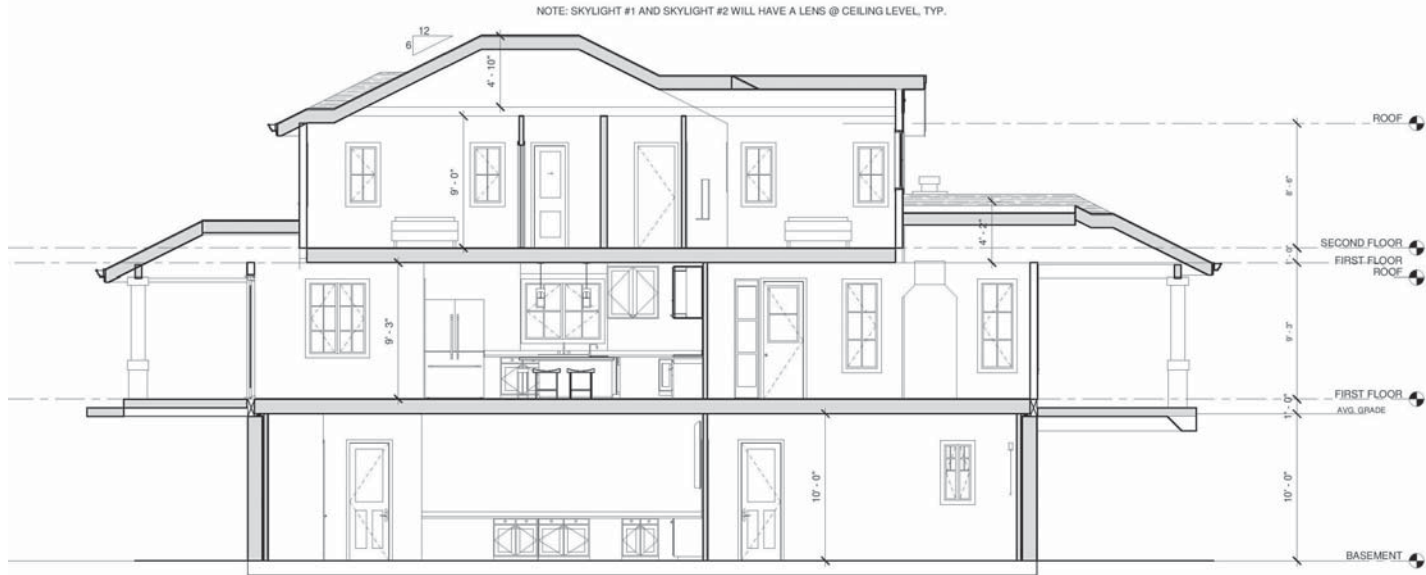 NOTE: SKYLIGHT #1 AND SKYLIGHT #2 WILL HAVE A LENS @ CEILING LEVEL, TYP.
12
6
4' - 10"
ROOF
9' - 0"
8' - 6"
4' - 2"
SECOND FLOOR
1' - 0"
FIRST FLOOR
ROOF
9' - 3"
9' - 3"
FIRST FLOOR
1' - 0"
AVG. GRADE
10' - 0"
10' - 0"
BASEMENT